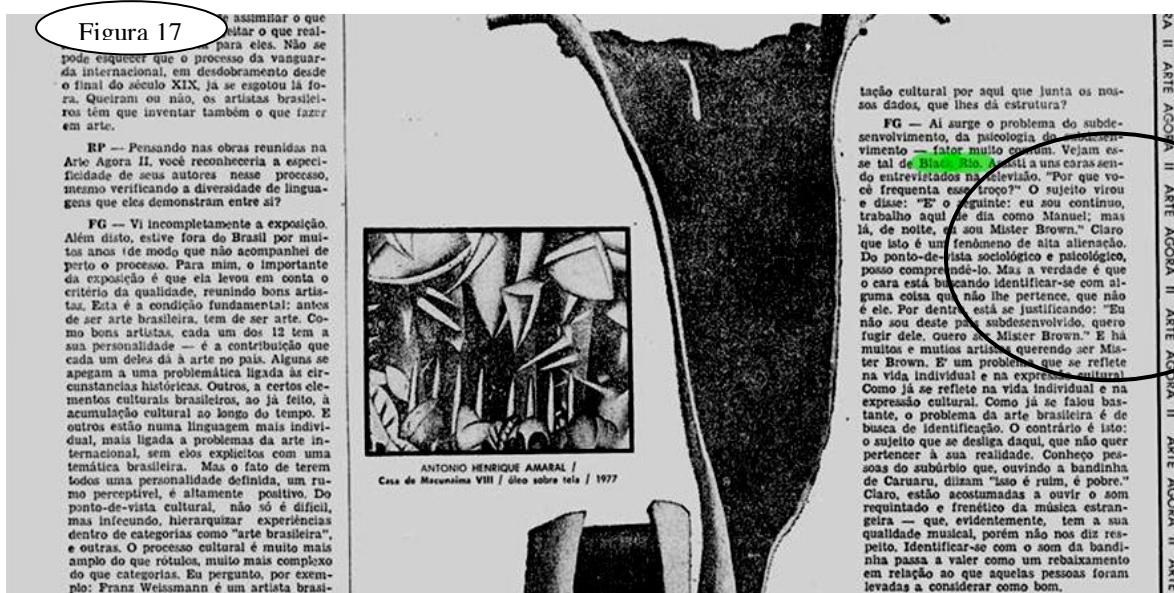 Figura 17
e assimilar o que
eitar o que real-
para eles. Não se
pode esquecer que o processo da vanguar-
da internacional, em desdobramento desde
o final do século XIX, já se esgotou lá fo-
ra. Queiram ou não, os artistas brasilei-
ros têm que inventar também o que fazer
em arte.
RP — Pensando nas obras reunidas na
Arte Agora II, você reconheceria a especi-
ficidade de seus autores nesse processo,
mesmo verificando a diversidade de lingua-
gens que eles demonstram entre si?
FG — Vi incompletamente a exposição.
Além disto, estive fora do Brasil por mui-
tos anos (de modo que não acompanhei de
perto o processo. Para mim, o importante
da exposição é que ela levou em conta o
critério da qualidade, reunindo bons artis-
tas. Esta é a condição fundamental: antes
de ser arte brasileira, tem de ser arte. Co-
mo bons artistas, cada um dos 12 tem a
sua personalidade — é a contribuição que
cada um deles dá à arte no país. Alguns se
apegam a uma problemática ligada às cir-
cunstancias históricas. Outros, a certos ele-
mentos culturais brasileiros, ao já feito, à
acumulação cultural ao longo do tempo. E
outros estão numa linguagem mais indivi-
dual, mais ligada a problemas da arte in-
ternacional, sem elos explícitos com uma
temática brasileira. Mas o fato de terem
todos uma personalidade definida, um ru-
mo perceptível, é altamente positivo. Do
ponto-de-vista cultural, não só é difícil,
mas infecundo, hierarquizar experiências
dentro de categorias como "arte brasileira",
e outras. O processo cultural é muito mais
amplo do que rótulos, muito mais complexo
do que categorias. Eu pergunto, por exem-
plo: Franz Weissmann é um artista brasi-
ANTONIO HENRIQUE AMARAL /
Casa de Macunaíma VIII / óleo sobre tela / 1977
tação cultural por aqui que junta os nos-
sos dados, que lhes dá estrutura?
FG — Aí surge o problema do subde-
senvolvimento, da psicologia do subdesen-
vimento — fator muito comum. Vejam es-
se tal de Black Rio. Assisti a uns caras sen-
do entrevistados na televisão. "Por que vo-
cê frequenta esse troço?" O sujeito virou
e disse: "E' o seguinte: eu sou contínuo,
trabalho aqui de dia como Manuel; mas
lá, de noite, eu sou Mister Brown." Claro
que isto é um fenômeno de alta alienação.
Do ponto-de-vista sociológico e psicológico,
posso compreendê-lo. Mas a verdade é que
o cara está buscando identificar-se com al-
guma coisa que não lhe pertence, que não
é ele. Por dentro está se justificando: "Eu
não sou deste país subdesenvolvido, quero
fugir dele. Quero ser Mister Brown." E há
muitos e mutios artistas querendo ser Mis-
ter Brown. E' um problema que se reflete
na vida individual e na expressão cultural.
Como já se reflete na vida individual e na
expressão cultural. Como já se falou bas-
tante, o problema da arte brasileira é de
busca de identificação. O contrário é isto:
o sujeito que se desliga daqui, que não quer
pertencer à sua realidade. Conheço pes-
soas do subúrbio que, ouvindo a bandinha
de Caruaru, diizam "isso é ruim, é pobre."
Claro, estão acostumadas a ouvir o som
requintado e frenético da música estran-
geira — que, evidentemente, tem a sua
qualidade musical, porém não nos diz res-
peito. Identificar-se com o som da bandi-
nha passa a valer como um rebaixamento
em relação ao que aquelas pessoas foram
levadas a considerar como bom.
A II ARTE AGORA II ARTE AGORA II ARTE AGORA II ARTE AGORA II ARTE